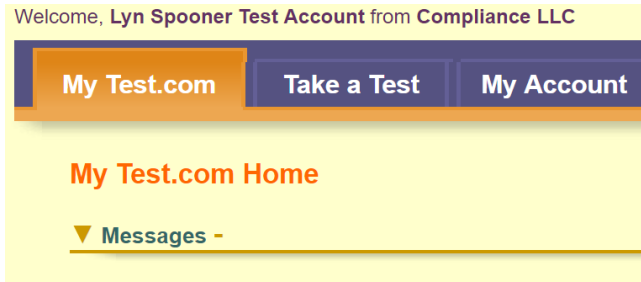 Welcome, Lyn Spooner Test Account from Compliance LLC
My Test.com Take a Test My Account
My Test.com Home
▼ Messages -